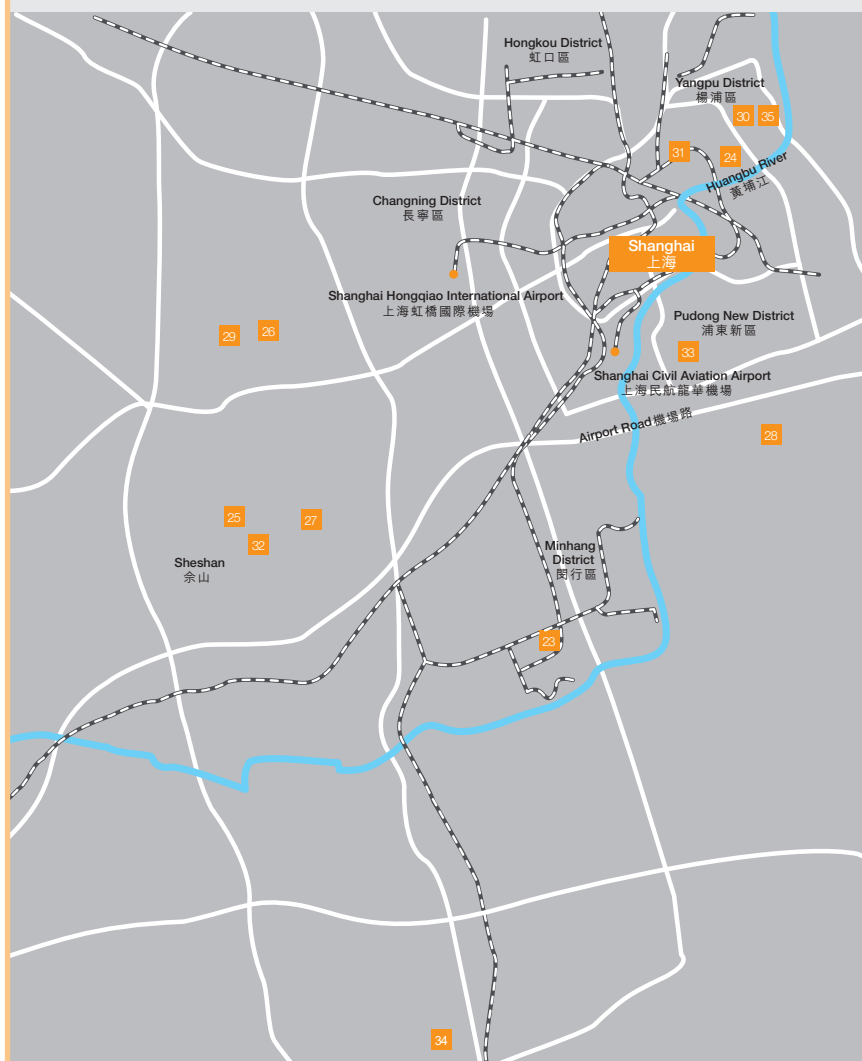 Hongkou District
虹口區
Yangpu District
楊浦區
30
35
31
24
Huangbu River
黃埔江
Changning District
長寧區
Shanghai
上海
Shanghai Hongqiao International Airport
上海虹橋國際機場
29
26
Pudong New District
浦東新區
33
Shanghai Civil Aviation Airport
上海民航龍華機場
Airport Road 機場路
28
25
27
32
Sheshan
佘山
Minhang
District
閔行區
23
34